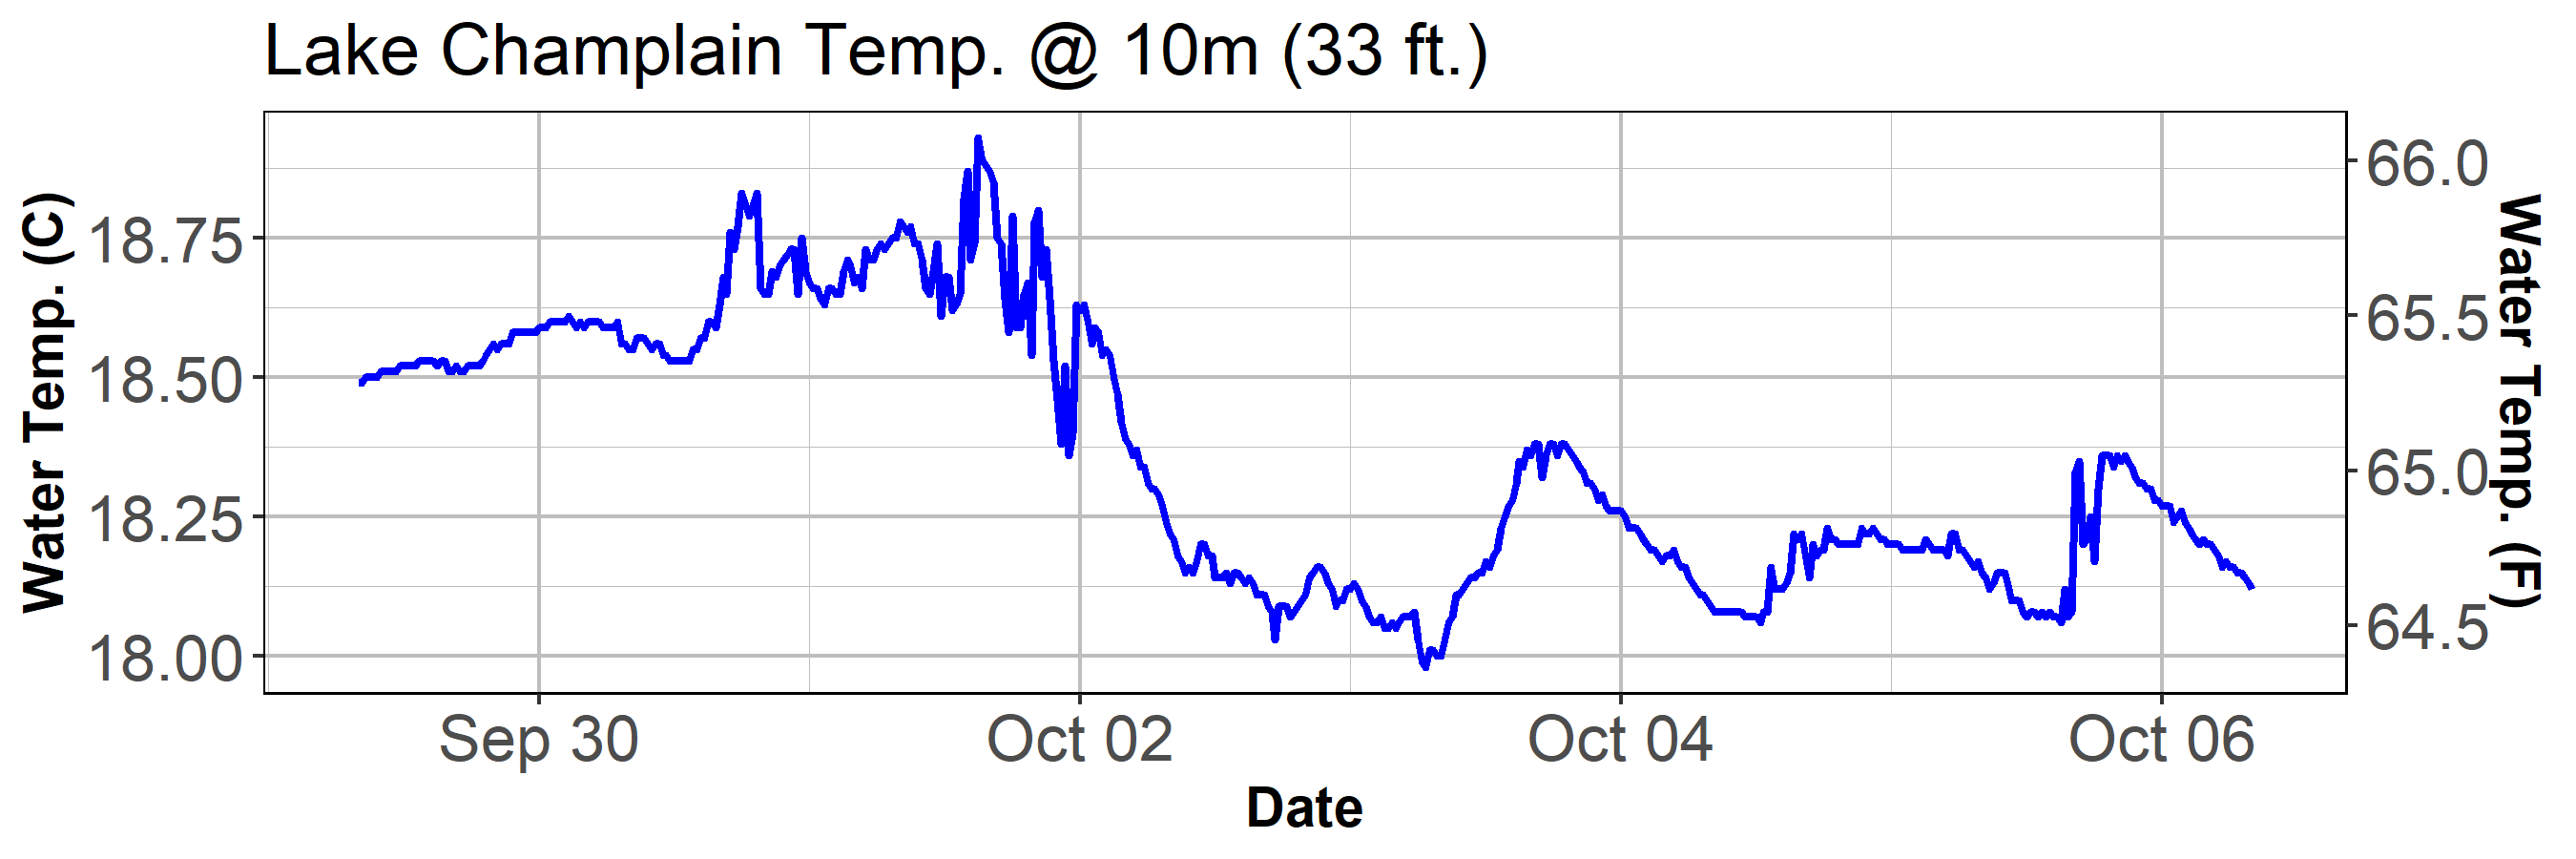 Lake Champlain Temp. @ 10m (33 ft.)
Water Temp. (C)
18.75
18.50
18.25
18.00
66.0
65.5
65.0
64.5
Water Temp. (F)
Sep 30
Oct 02
Oct 04
Oct 06
Date